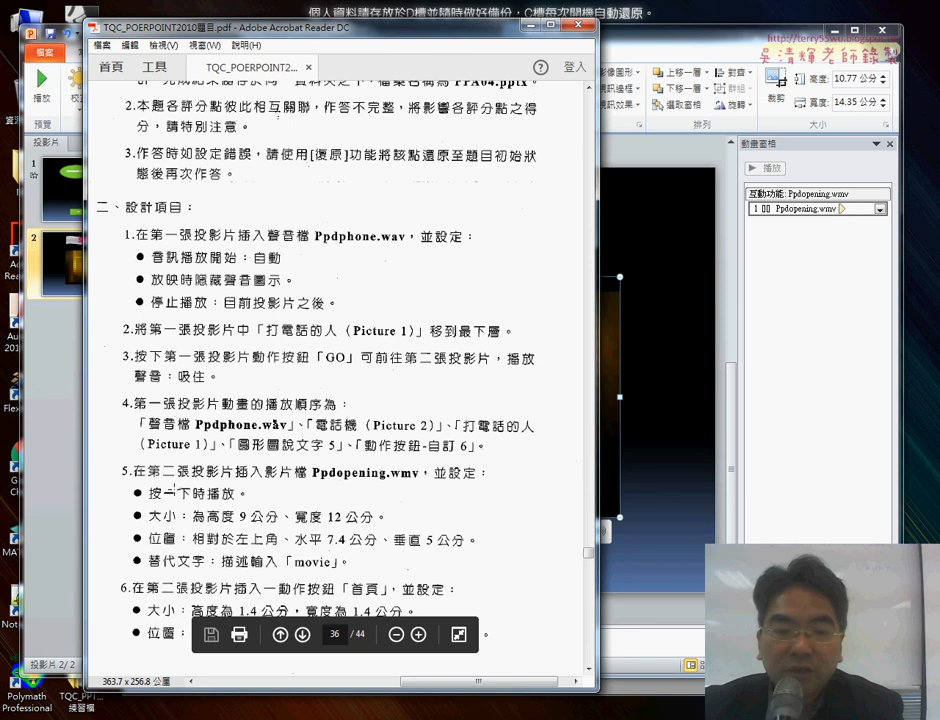 個人資料請存放於D槽並隨時做好備份，C槽每次開機自動還原。
TQC_POERPOINT2010題目.pdf - Adobe Acrobat Reader DC
http://terry55wu.blogspot
吳清輝老師錄製
檔案 編輯 檢視(V) 視窗(W) 說明(H)
首頁 工具 TQC_POERPOINT2... × 登入
檔案
播放
預覽
投影片
1
2
上移一層 對齊
下移一層 群組
選取窗格 旋轉
排列
裁剪
高度: 10.77 公分
寬度: 14.35 公分
大小
動畫窗格
播放
互動功能: Ppdopening.wmv
1 Ppdopening.wmv
2.本題各評分點彼此相互關聯，作答不完整，將影響各評分點之得
分，請特別注意。
3.作答時如設定錯誤，請使用[復原]功能將該點還原至題目初始狀
態後再次作答。
二、設計項目：
1.在第一張投影片插入聲音檔 Ppdphone.wav，並設定：
● 音訊播放開始：自動
● 放映時隱藏聲音圖示。
● 停止播放：目前投影片之後。
2.將第一張投影片中「打電話的人（Picture 1）」移到最下層。
3.按下第一張投影片動作按鈕「GO」可前往第二張投影片，播放
聲音：吸住。
4.第一張投影片動畫的播放順序為：
「聲音檔 Ppdphone.wav」、「電話機（Picture 2）」、「打電話的人
（Picture 1）」、「圖形圖說文字 5」、「動作按鈕-自訂 6」。
5.在第二張投影片插入影片檔 Ppdopening.wmv，並設定：
● 按一下時播放。
● 大小：為高度 9 公分、寬度 12 公分。
● 位置：相對於左上角、水平 7.4 公分、垂直 5 公分。
● 替代文字：描述輸入「movie」。
6.在第二張投影片插入一動作按鈕「首頁」，並設定：
● 大小：高度為 1.4 公分，寬度為 1.4 公分。
● 位置：
36 / 44
363.7 x 256.8 公厘
投影片 2/ 2
Polymath
Professional
TQC_PPT...
練習檔